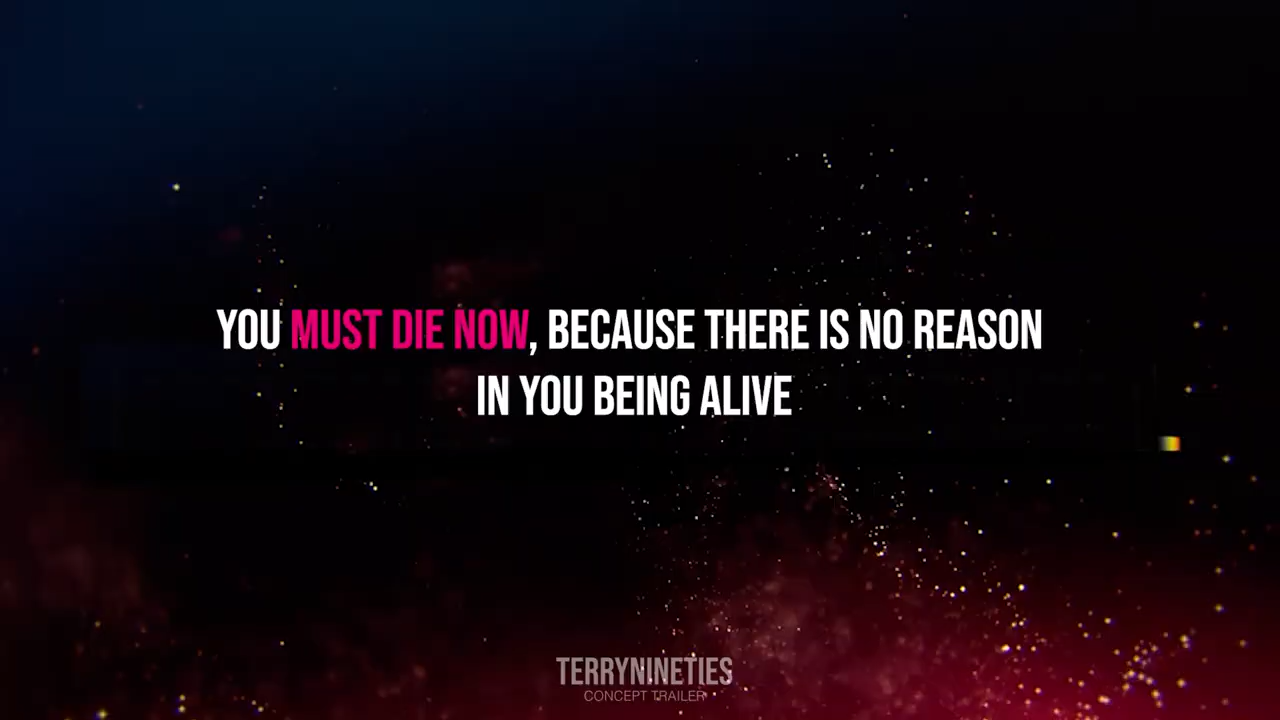 YOU MUST DIE NOW, BECAUSE THERE IS NO REASON
IN YOU BEING ALIVE
TERRYNINETIES
CONCEPT TRAILER